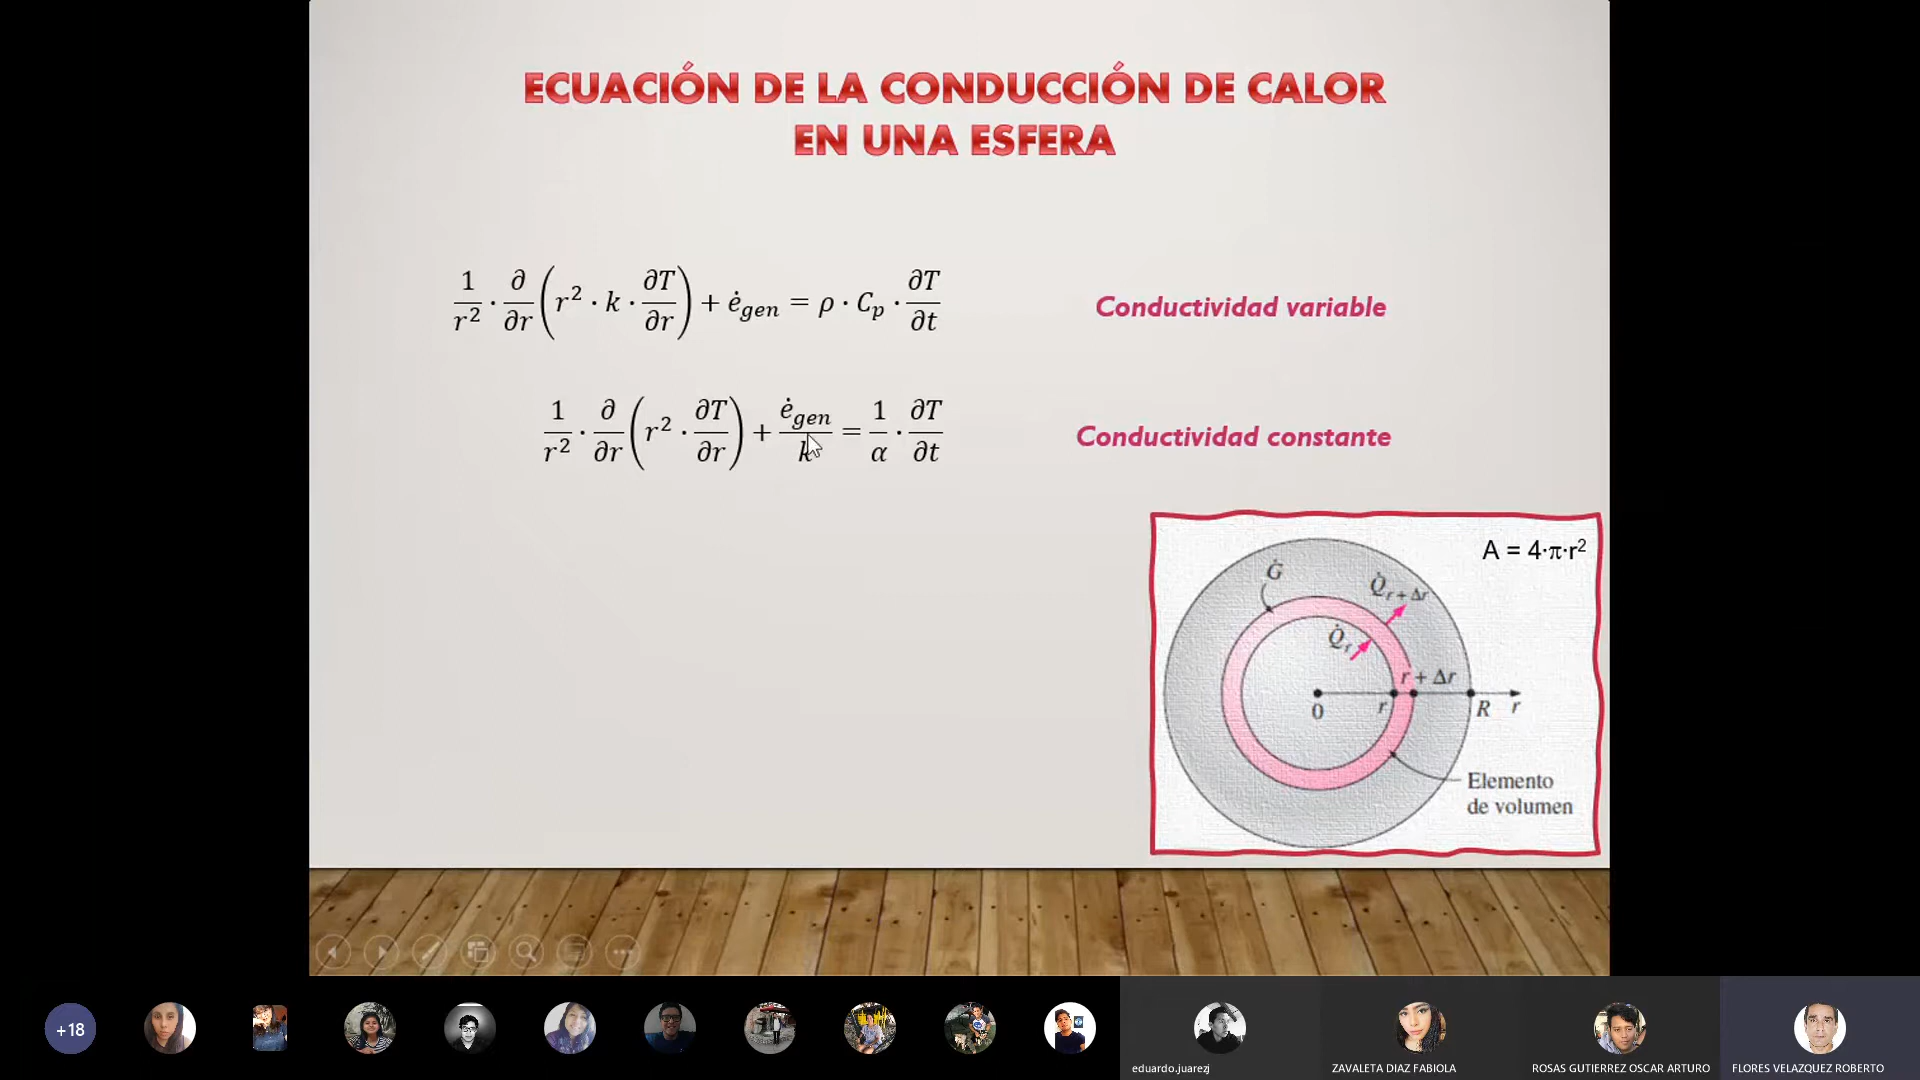 ECUACIÓN DE LA CONDUCCIÓN DE CALOR
EN UNA ESFERA
1/r² · ∂/∂r (r² · k · ∂T/∂r) + ė_gen = ρ · C_p · ∂T/∂t
Conductividad variable
1/r² · ∂/∂r (r² · ∂T/∂r) + ė_gen/k = 1/α · ∂T/∂t
Conductividad constante
A = 4·π·r²
Ġ
Q̇_r + Δr
Q̇_r
r + Δr
0
r
R
r
Elemento
de volumen
+18
eduardo.juarezj
ZAVALETA DIAZ FABIOLA
ROSAS GUTIERREZ OSCAR ARTURO
FLORES VELAZQUEZ ROBERTO